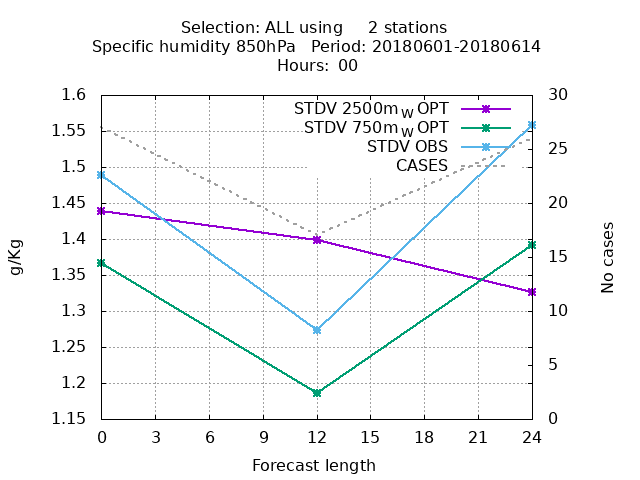 Selection: ALL using     2 stations
Specific humidity 850hPa   Period: 20180601-20180614
Hours: 00
STDV 2500m_W OPT
STDV 750m_W OPT
STDV OBS
CASES
1.6
1.55
1.5
1.45
1.4
1.35
1.3
1.25
1.2
1.15
30
25
20
15
10
5
0
g/Kg
No cases
0 3 6 9 12 15 18 21 24
Forecast length